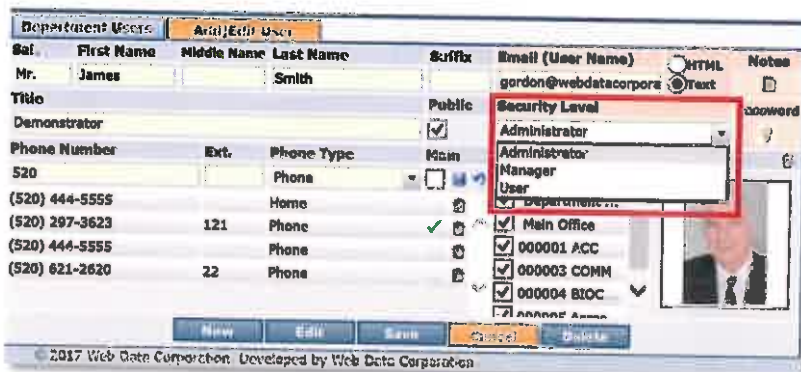 Department Users Add/Edit User
Sal. First Name Middle Name Last Name Suffix Email (User Name) HTML Notes
Mr. James Smith gordon@webdatacorpora Text
Title Public Security Level
Demonstrator Administrator
Phone Number Ext. Phone Type Main Administrator
520 Phone Manager
User
(520) 444-5555 Home
(520) 297-3623 121 Phone Main Office
(520) 444-5555 Phone 000001 ACC
(520) 621-2620 22 Phone 000003 COMM
000004 BIOC
New Edit Save Cancel Delete
© 2017 Web Data Corporation Developed by Web Data Corporation